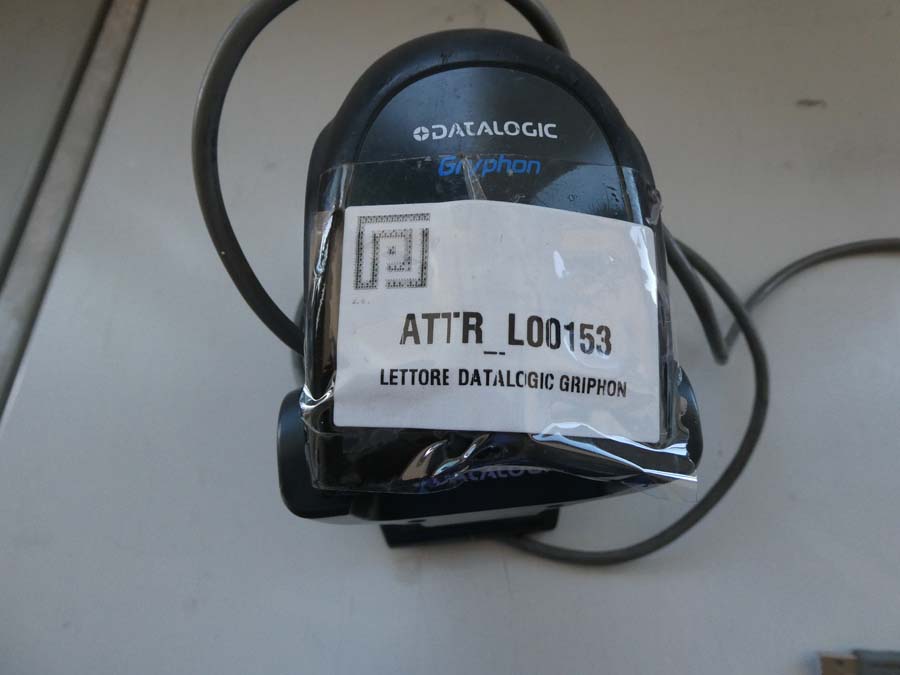 DATALOGIC
Gryphon
ATTR_L00153
LETTORE DATALOGIC GRIPHON
DATALOGIC